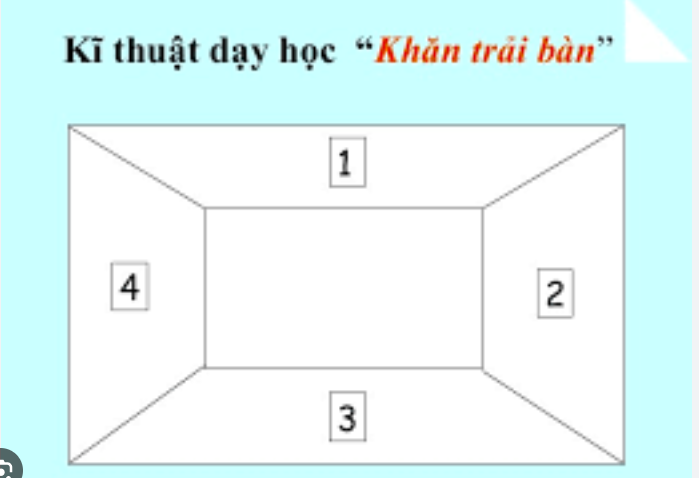 Kĩ thuật dạy học “Khăn trải bàn”
1
4
2
3